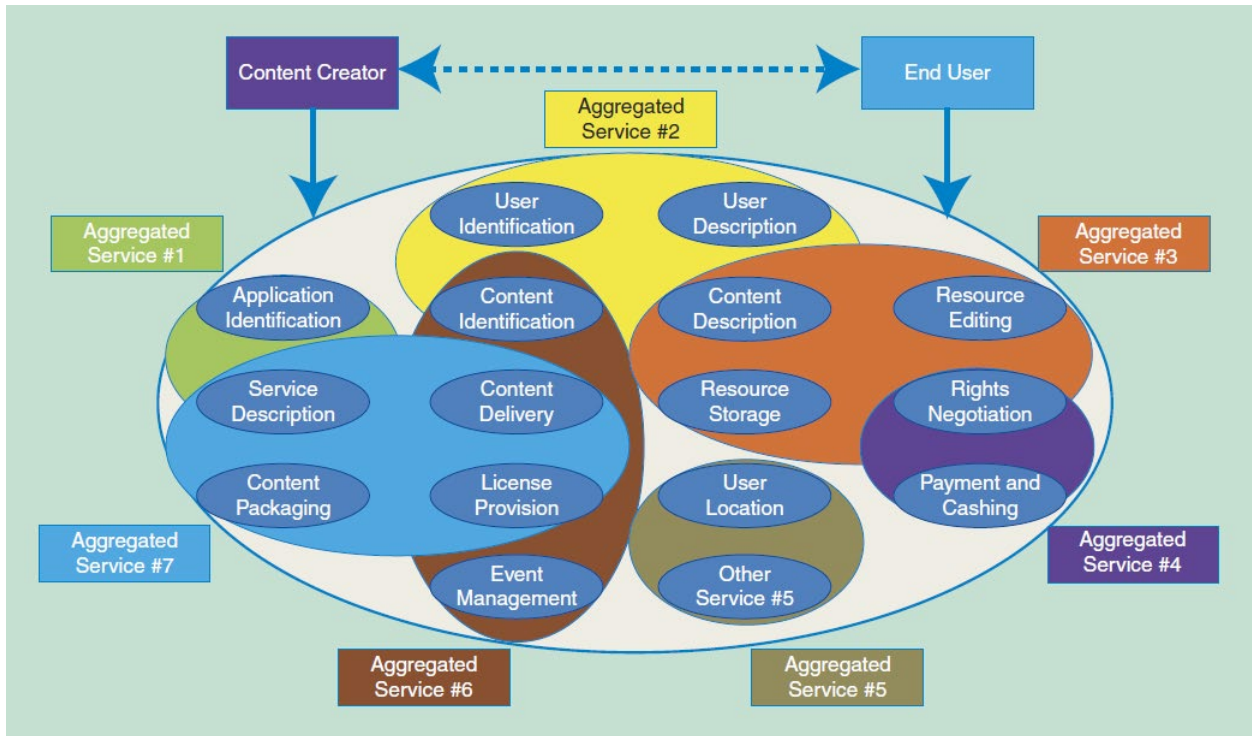 Content Creator
End User
Aggregated
Service #2
User
Identification
User
Description
Aggregated
Service #1
Aggregated
Service #3
Application
Identification
Content
Identification
Content
Description
Resource
Editing
Service
Description
Content
Delivery
Resource
Storage
Rights
Negotiation
Content
Packaging
License
Provision
User
Location
Payment and
Cashing
Aggregated
Service #7
Aggregated
Service #4
Event
Management
Other
Service #5
Aggregated
Service #6
Aggregated
Service #5